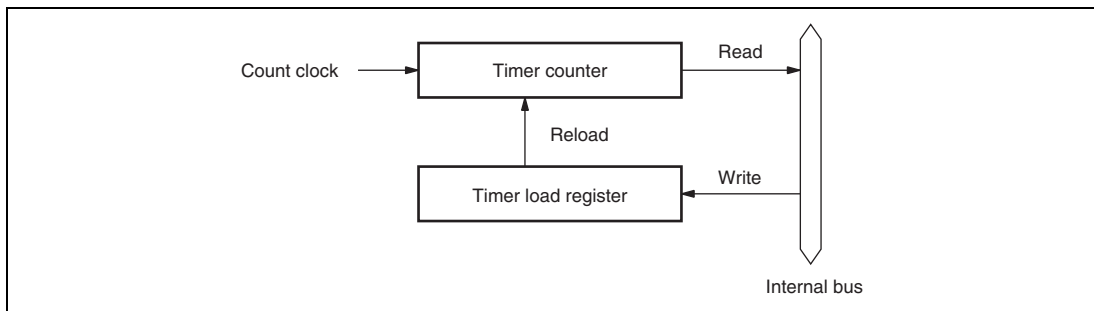 Read
Count clock
Timer counter
Reload
Write
Timer load register
Internal bus